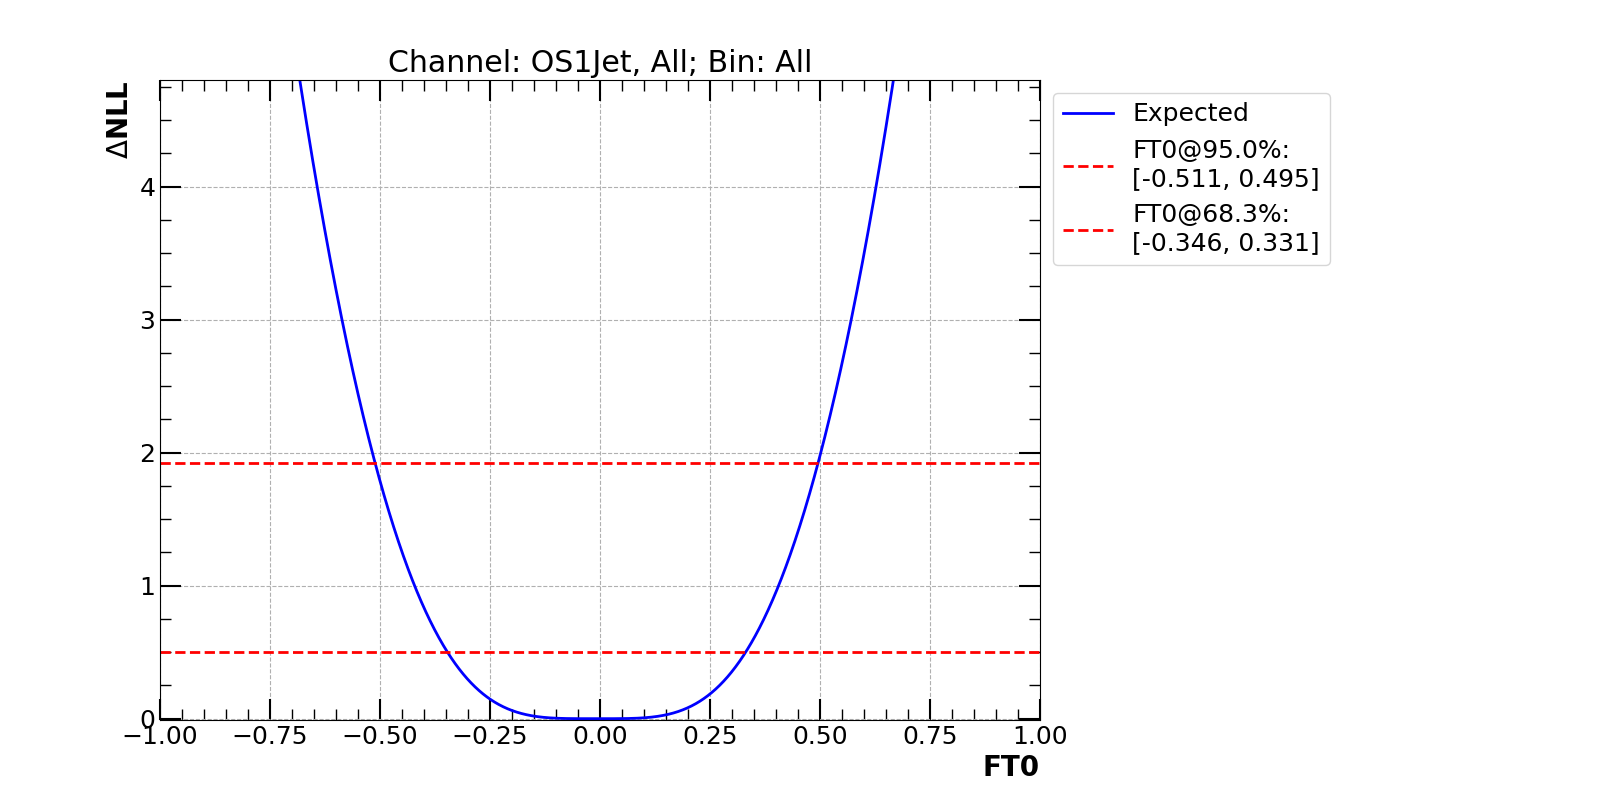 Channel: OS1Jet, All; Bin: All
ΔNLL
4
3
2
1
0
−1.00 −0.75 −0.50 −0.25 0.00 0.25 0.50 0.75 1.00
FT0
Expected
FT0@95.0%:
[-0.511, 0.495]
FT0@68.3%:
[-0.346, 0.331]